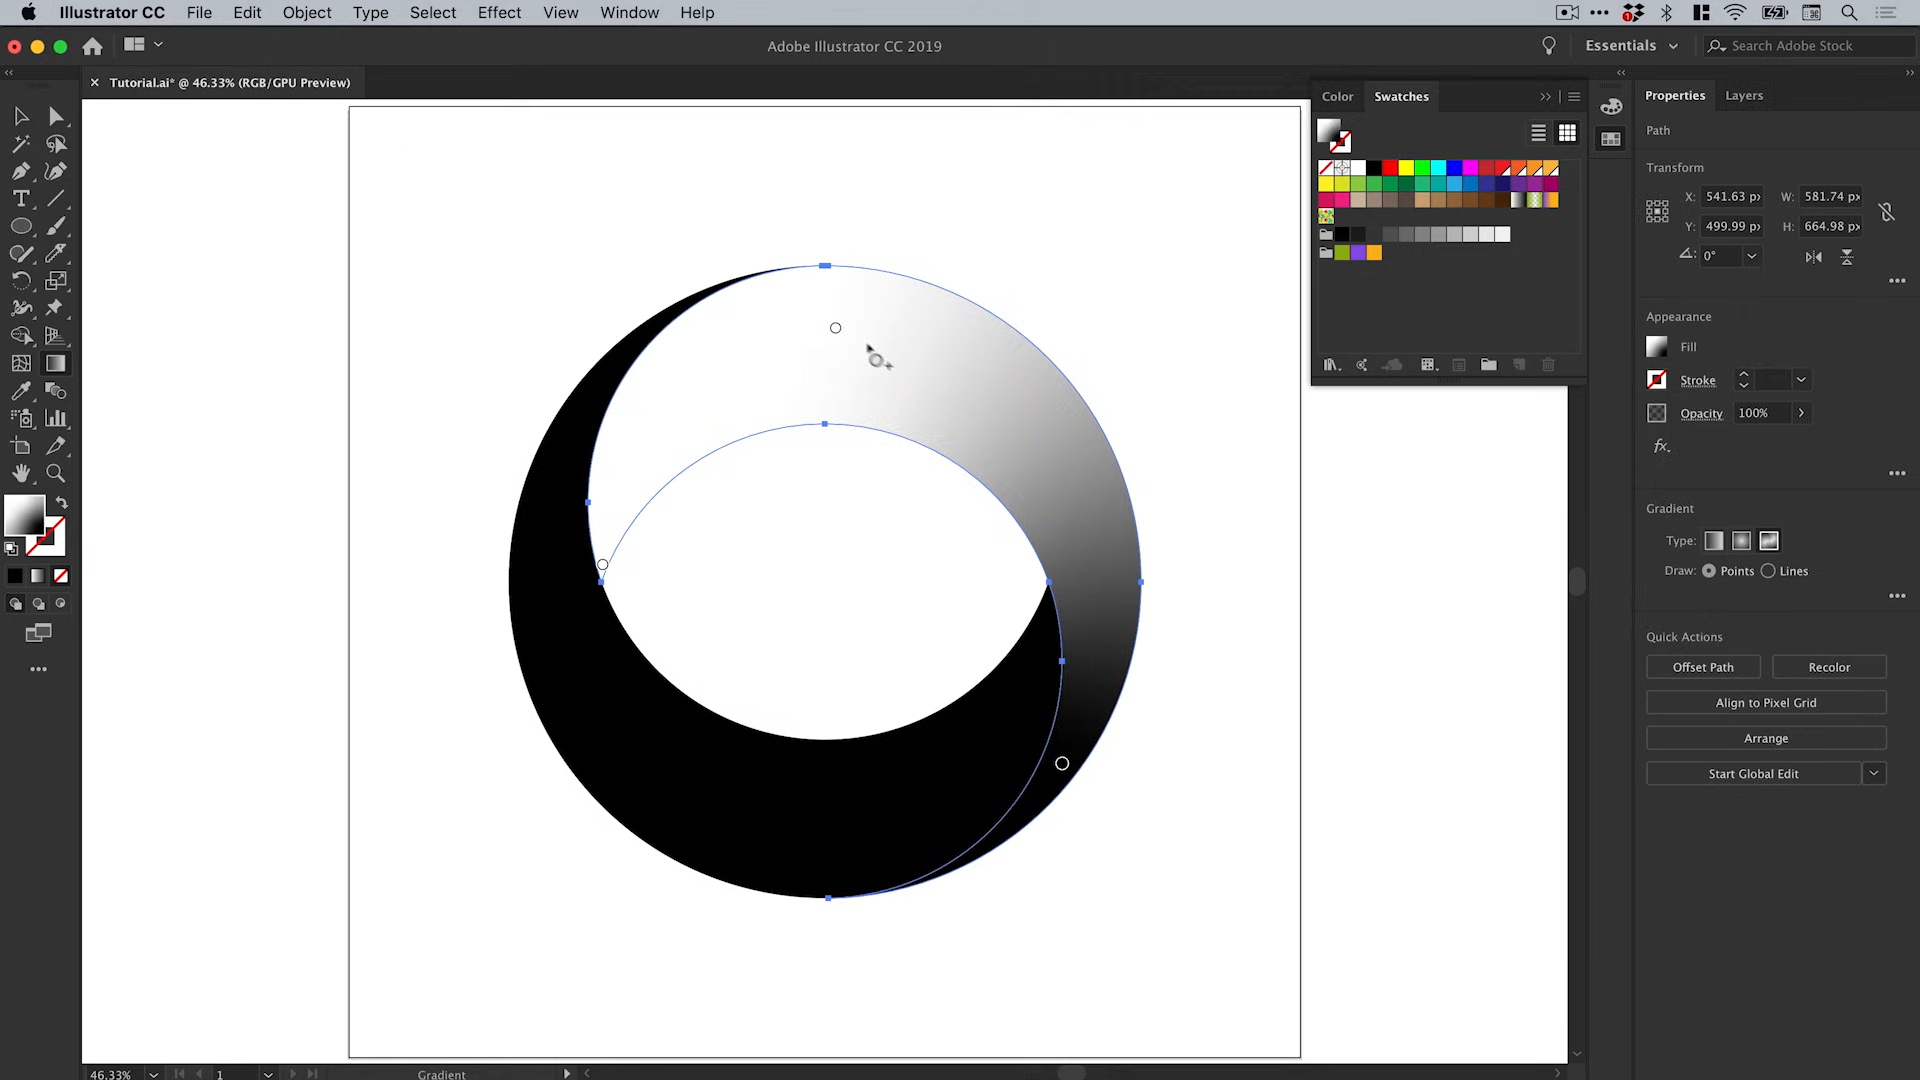 Illustrator CC File Edit Object Type Select Effect View Window Help
Adobe Illustrator CC 2019
Essentials
Search Adobe Stock
Tutorial.ai* @ 46.33% (RGB/GPU Preview)
Color Swatches
Properties Layers
Path
Transform
X: 541.63 px W: 581.74 px
Y: 499.99 px H: 664.98 px
0°
Appearance
Fill
Stroke
Opacity 100%
fx
Gradient
Type:
Draw: Points Lines
Quick Actions
Offset Path Recolor
Align to Pixel Grid
Arrange
Start Global Edit
46.33% 1 Gradient